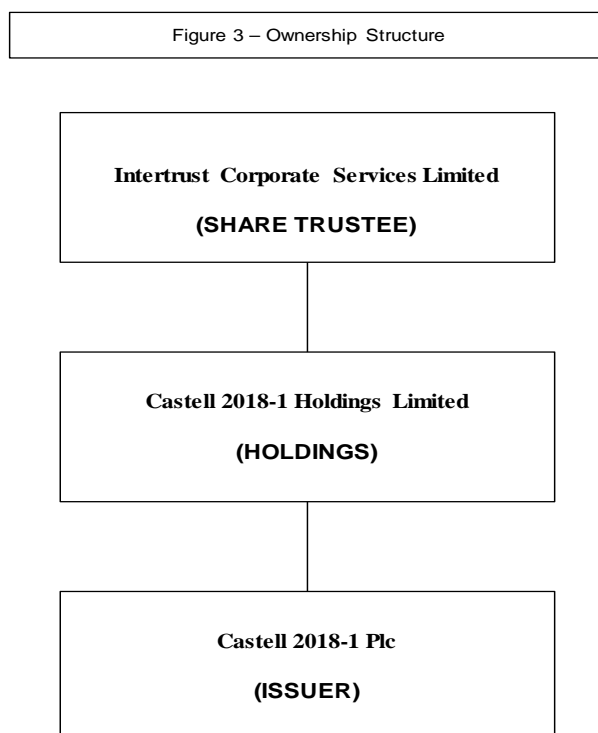 Figure 3 – Ownership Structure
Intertrust Corporate Services Limited
(SHARE TRUSTEE)
Castell 2018-1 Holdings Limited
(HOLDINGS)
Castell 2018-1 Plc
(ISSUER)